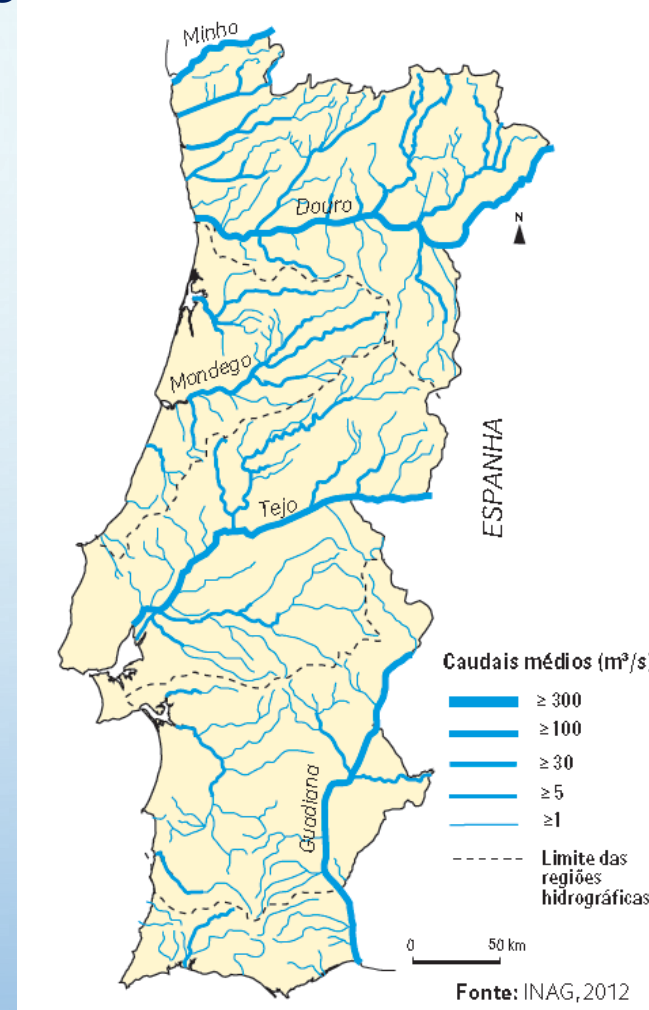 Minho
Douro
N
Mondego
ESPANHA
Tejo
Guadiana
Caudais médios (m³/s)
≥ 300
≥100
≥ 30
≥ 5
≥1
Limite das
regiões
hidrográficas
0 50 km
Fonte: INAG, 2012